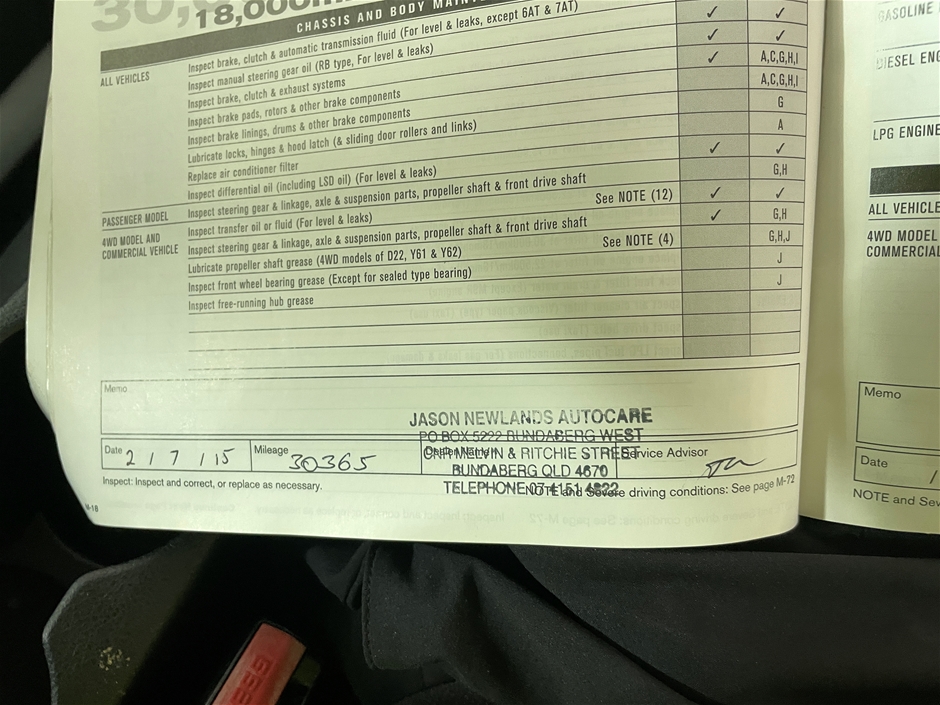 30,0
18,000
CHASSIS AND BODY MAINT
ALL VEHICLES
Inspect brake, clutch & automatic transmission fluid (For level & leaks, except 6AT & 7AT) ✓ ✓
Inspect manual steering gear oil (RB type, For level & leaks) ✓ ✓
Inspect brake, clutch & exhaust systems ✓ A,C,G,H,I
Inspect brake pads, rotors & other brake components A,C,G,H,I
Inspect brake linings, drums & other brake components G
Lubricate locks, hinges & hood latch (& sliding door rollers and links) A
Replace air conditioner filter ✓ ✓
Inspect differential oil (including LSD oil) (For level & leaks) G,H
PASSENGER MODEL Inspect steering gear & linkage, axle & suspension parts, propeller shaft & front drive shaft
See NOTE (12) ✓ ✓
4WD MODEL AND COMMERCIAL VEHICLE
Inspect transfer oil or fluid (For level & leaks) ✓ G,H
Inspect steering gear & linkage, axle & suspension parts, propeller shaft & front drive shaft G,H,J
Lubricate propeller shaft grease (4WD models of D22, Y61 & Y62) See NOTE (4) J
Inspect front wheel bearing grease (Except for sealed type bearing) J
Inspect free-running hub grease
Memo
JASON NEWLANDS AUTOCARE
PO BOX 5222 BUNDABERG WEST
CNR MELVIN & RITCHIE STREET
BUNDABERG QLD 4670
TELEPHONE 07 4151 4822
Date 2 / 7 / 15 Mileage 30365 Service Advisor
Inspect: Inspect and correct, or replace as necessary.
NOTE and Severe driving conditions: See page M-72
M-18
GASOLINE
DIESEL ENG
LPG ENGINE
ALL VEHICLE
4WD MODEL
COMMERCIAL
Memo
Date /
NOTE and Sev